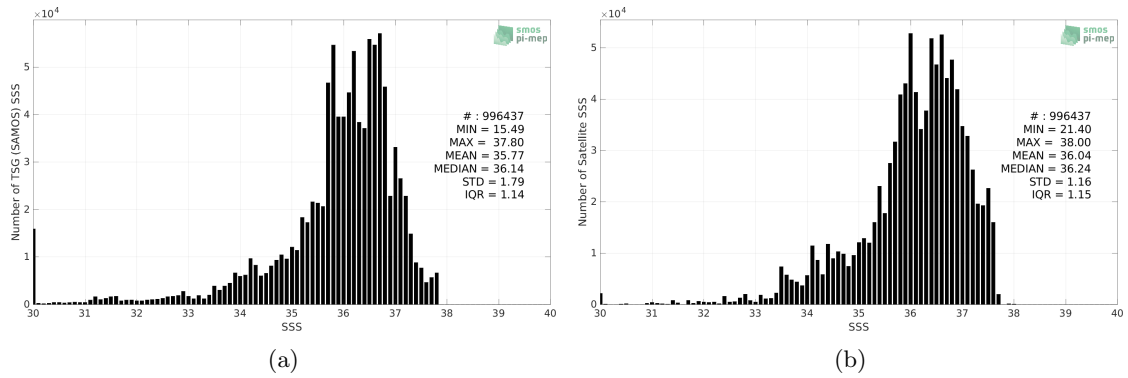 ×10⁴
smos
pi-mep
6
5
4
3
2
1
0
Number of TSG (SAMOS) SSS
# : 996437
MIN = 15.49
MAX = 37.80
MEAN = 35.77
MEDIAN = 36.14
STD = 1.79
IQR = 1.14
30 31 32 33 34 35 36 37 38 39 40
SSS
(a)
×10⁴
smos
pi-mep
5
4
3
2
1
0
Number of Satellite SSS
# : 996437
MIN = 21.40
MAX = 38.00
MEAN = 36.04
MEDIAN = 36.24
STD = 1.16
IQR = 1.15
30 31 32 33 34 35 36 37 38 39 40
SSS
(b)